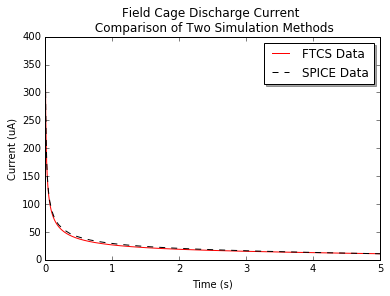 Field Cage Discharge Current
Comparison of Two Simulation Methods
FTCS Data
SPICE Data
400
350
300
250
200
150
100
50
0
Current (uA)
0 1 2 3 4 5
Time (s)